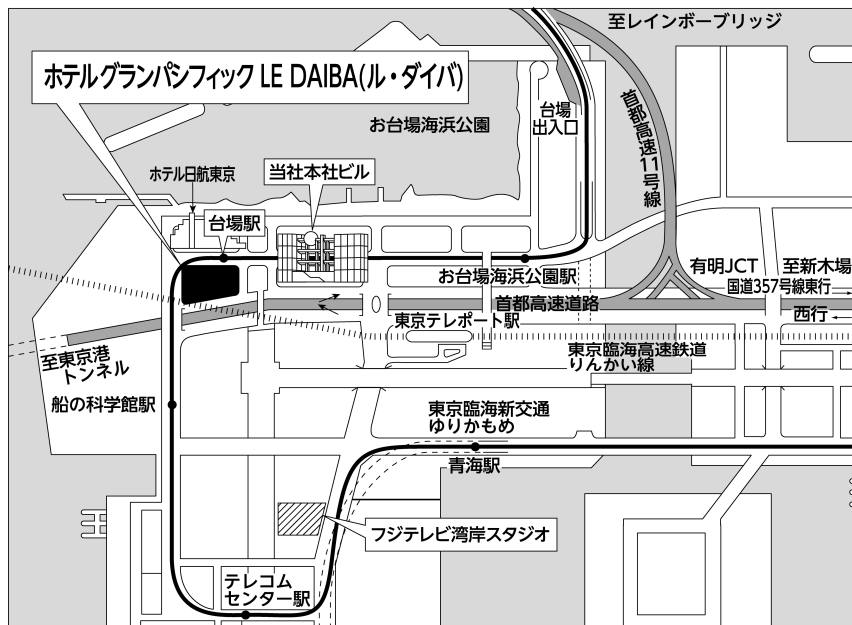 至レインボーブリッジ
ホテルグランパシフィック LE DAIBA(ル・ダイバ)
首都高速11号線
台場
出入口
お台場海浜公園
ホテル日航東京
当社本社ビル
台場駅
お台場海浜公園駅
有明JCT
至新木場
国道357号線東行
首都高速道路
西行
東京テレポート駅
至東京港
トンネル
東京臨海高速鉄道
りんかい線
船の科学館駅
東京臨海新交通
ゆりかもめ
青海駅
フジテレビ湾岸スタジオ
テレコム
センター駅